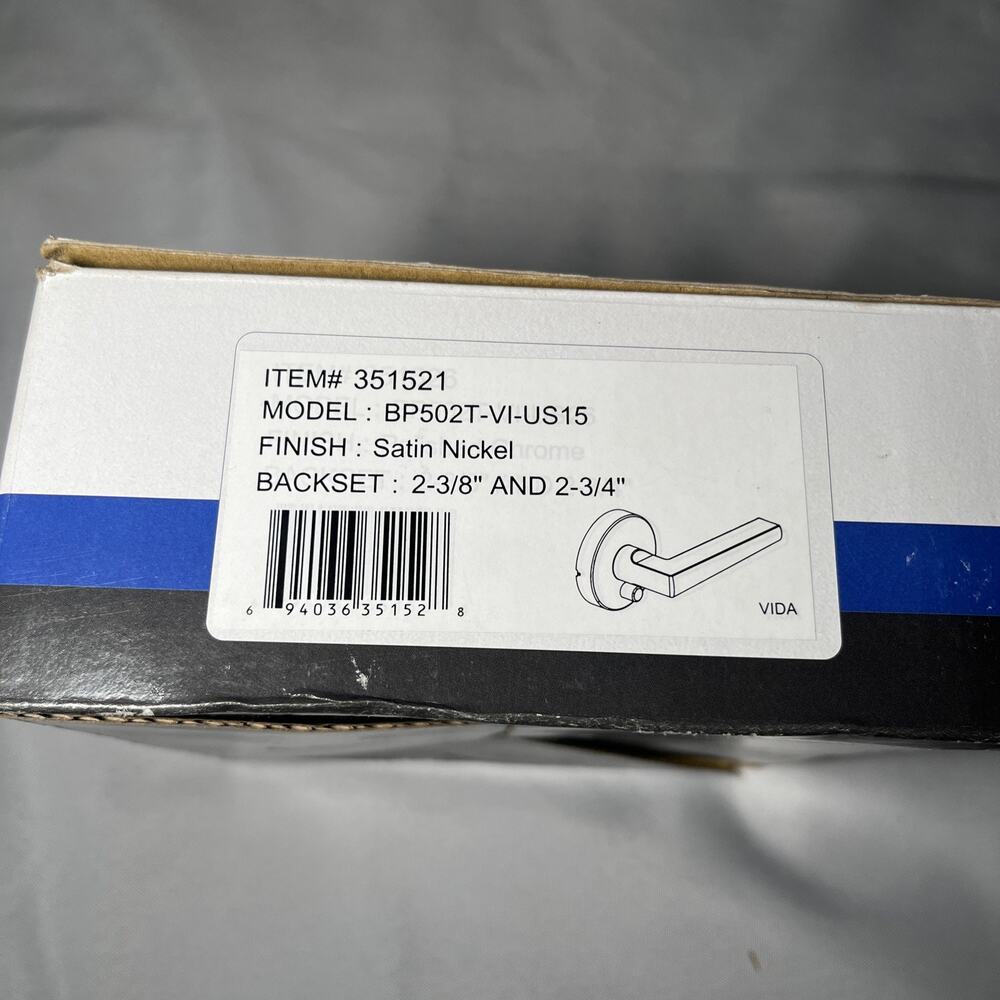 ITEM# 351521
MODEL : BP502T-VI-US15
FINISH : Satin Nickel
BACKSET : 2-3/8" AND 2-3/4"
6 94036 35152 8
VIDA